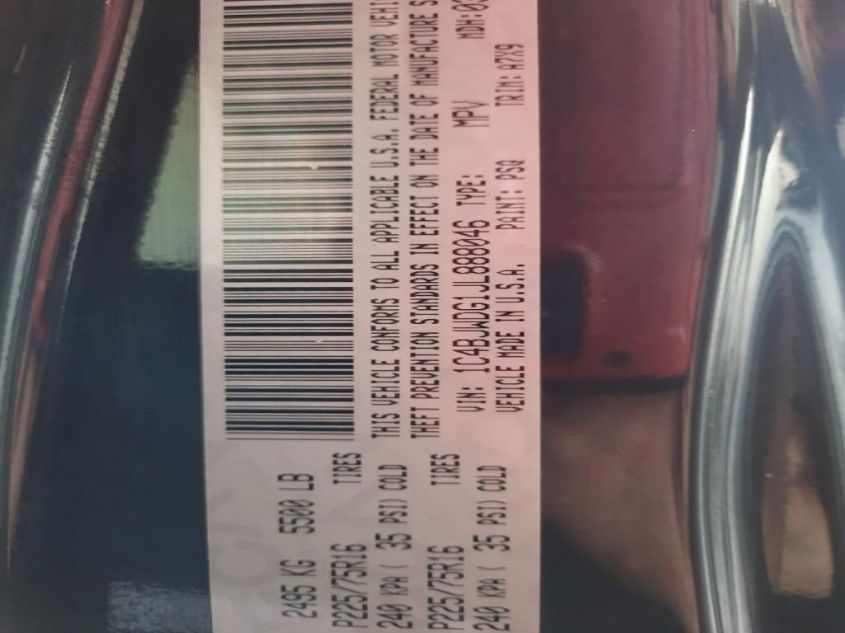 2495 KG 5500 LB
P225/75R16 TIRES
240 KPA ( 35 PSI) COLD
P225/75R16 TIRES
240 KPA ( 35 PSI) COLD
THIS VEHICLE CONFORMS TO ALL APPLICABLE U.S.A. FEDERAL MOTOR
THEFT PREVENTION STANDARDS IN EFFECT ON THE DATE OF MANUFACTURE
VIN: 1C4BJWDG1JL888046 TYPE: MPV MDH:
VEHICLE MADE IN U.S.A. PAINT: PSQ TRIM: A7X9